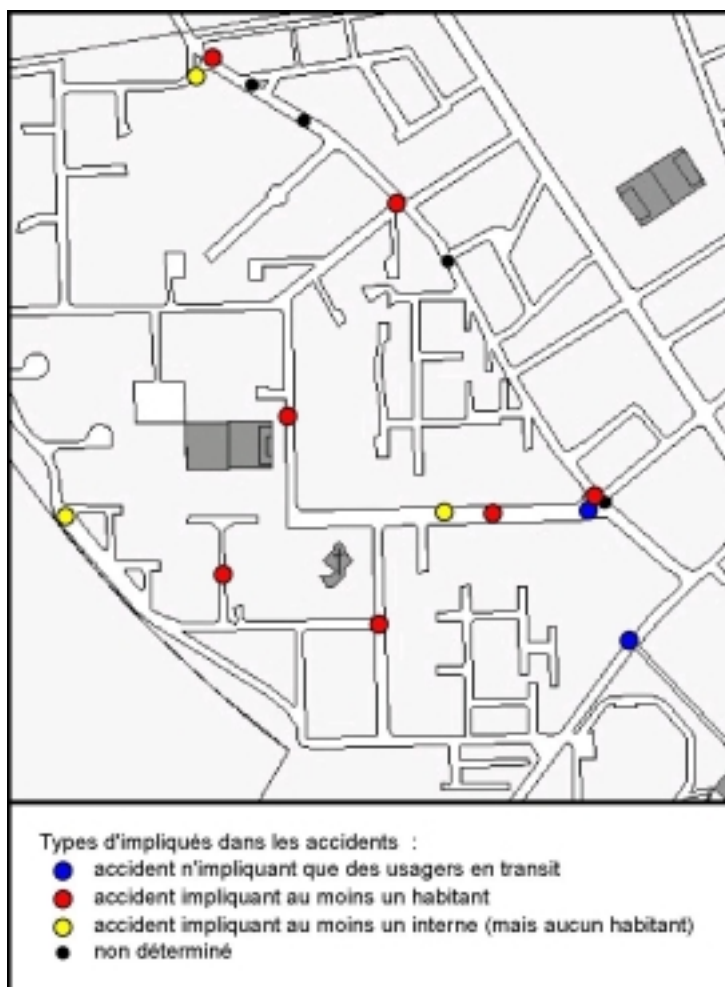 Types d'impliqués dans les accidents :
accident n'impliquant que des usagers en transit
accident impliquant au moins un habitant
accident impliquant au moins un interne (mais aucun habitant)
non déterminé